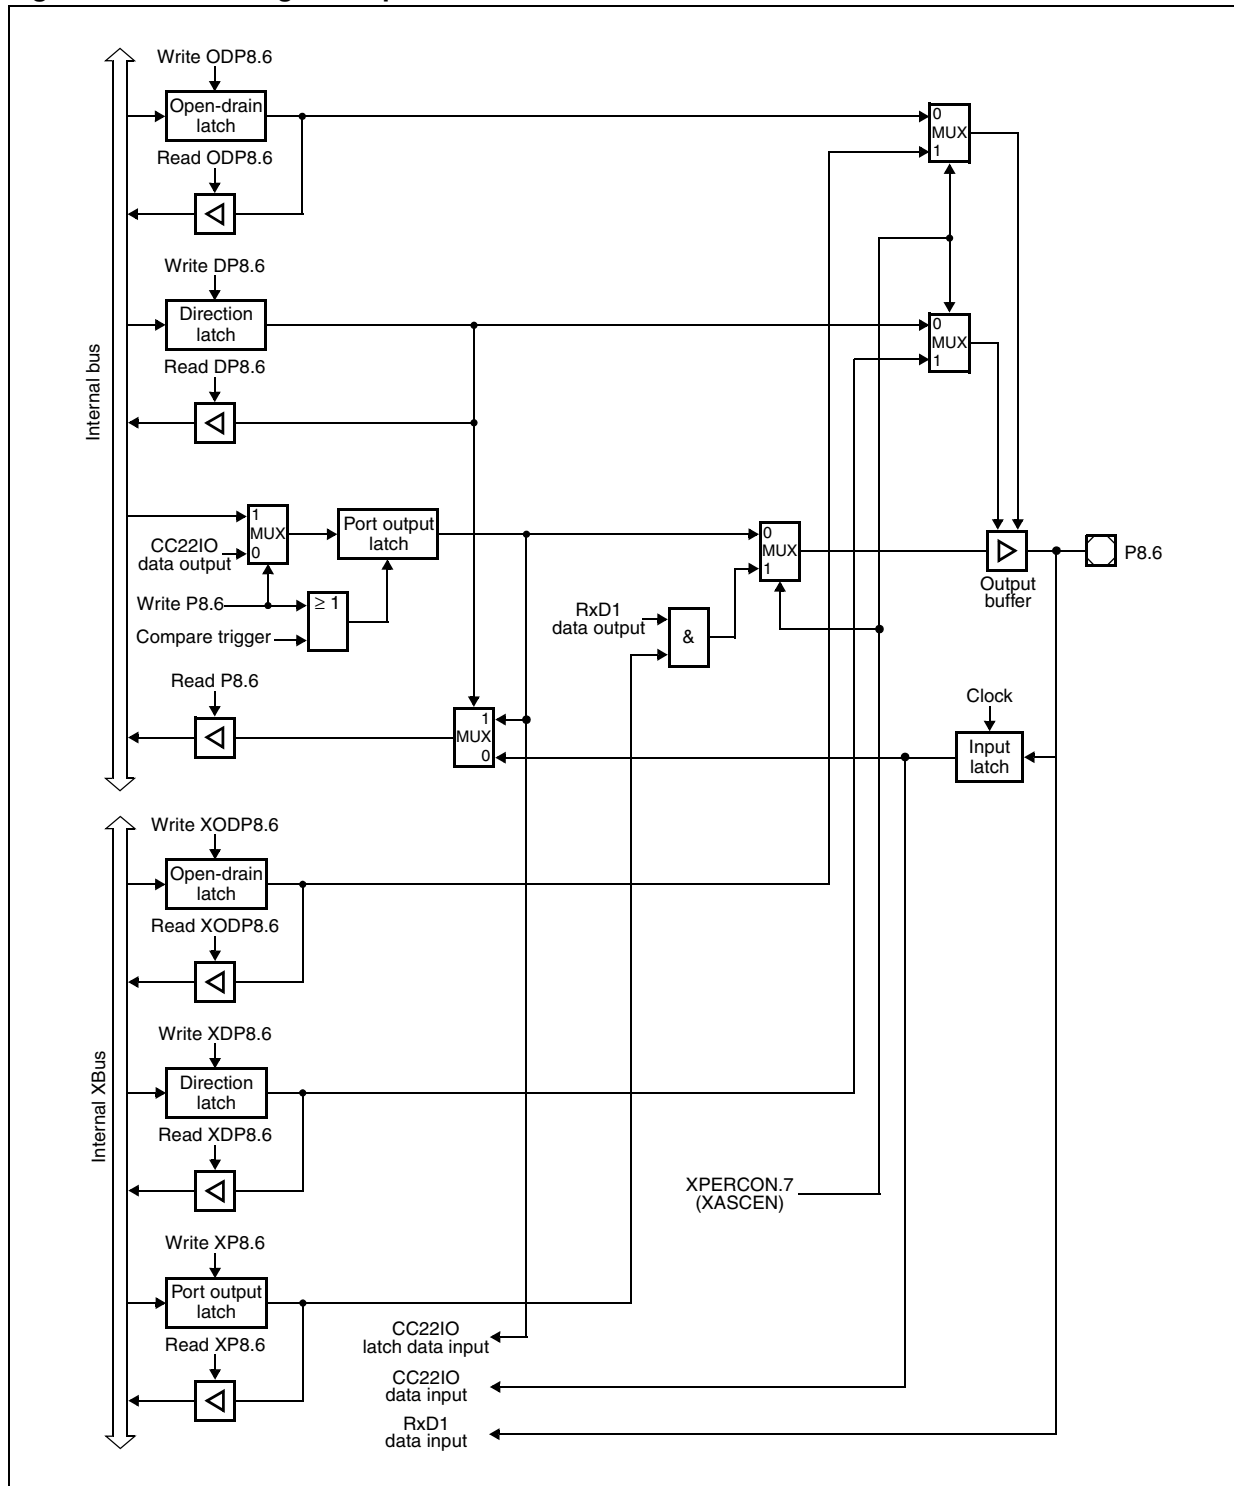 Write ODP8.6
Open-drain
latch
Read ODP8.6
0
MUX
1
Write DP8.6
Direction
latch
Read DP8.6
0
MUX
1
Internal bus
1
MUX
0
CC22IO
data output
Port output
latch
Write P8.6
≥ 1
Compare trigger
0
MUX
1
RxD1
data output
&
Output
buffer
P8.6
Read P8.6
1
MUX
0
Clock
Input
latch
Write XODP8.6
Open-drain
latch
Read XODP8.6
Write XDP8.6
Direction
latch
Read XDP8.6
Internal XBus
XPERCON.7
(XASCEN)
Write XP8.6
Port output
latch
Read XP8.6
CC22IO
latch data input
CC22IO
data input
RxD1
data input